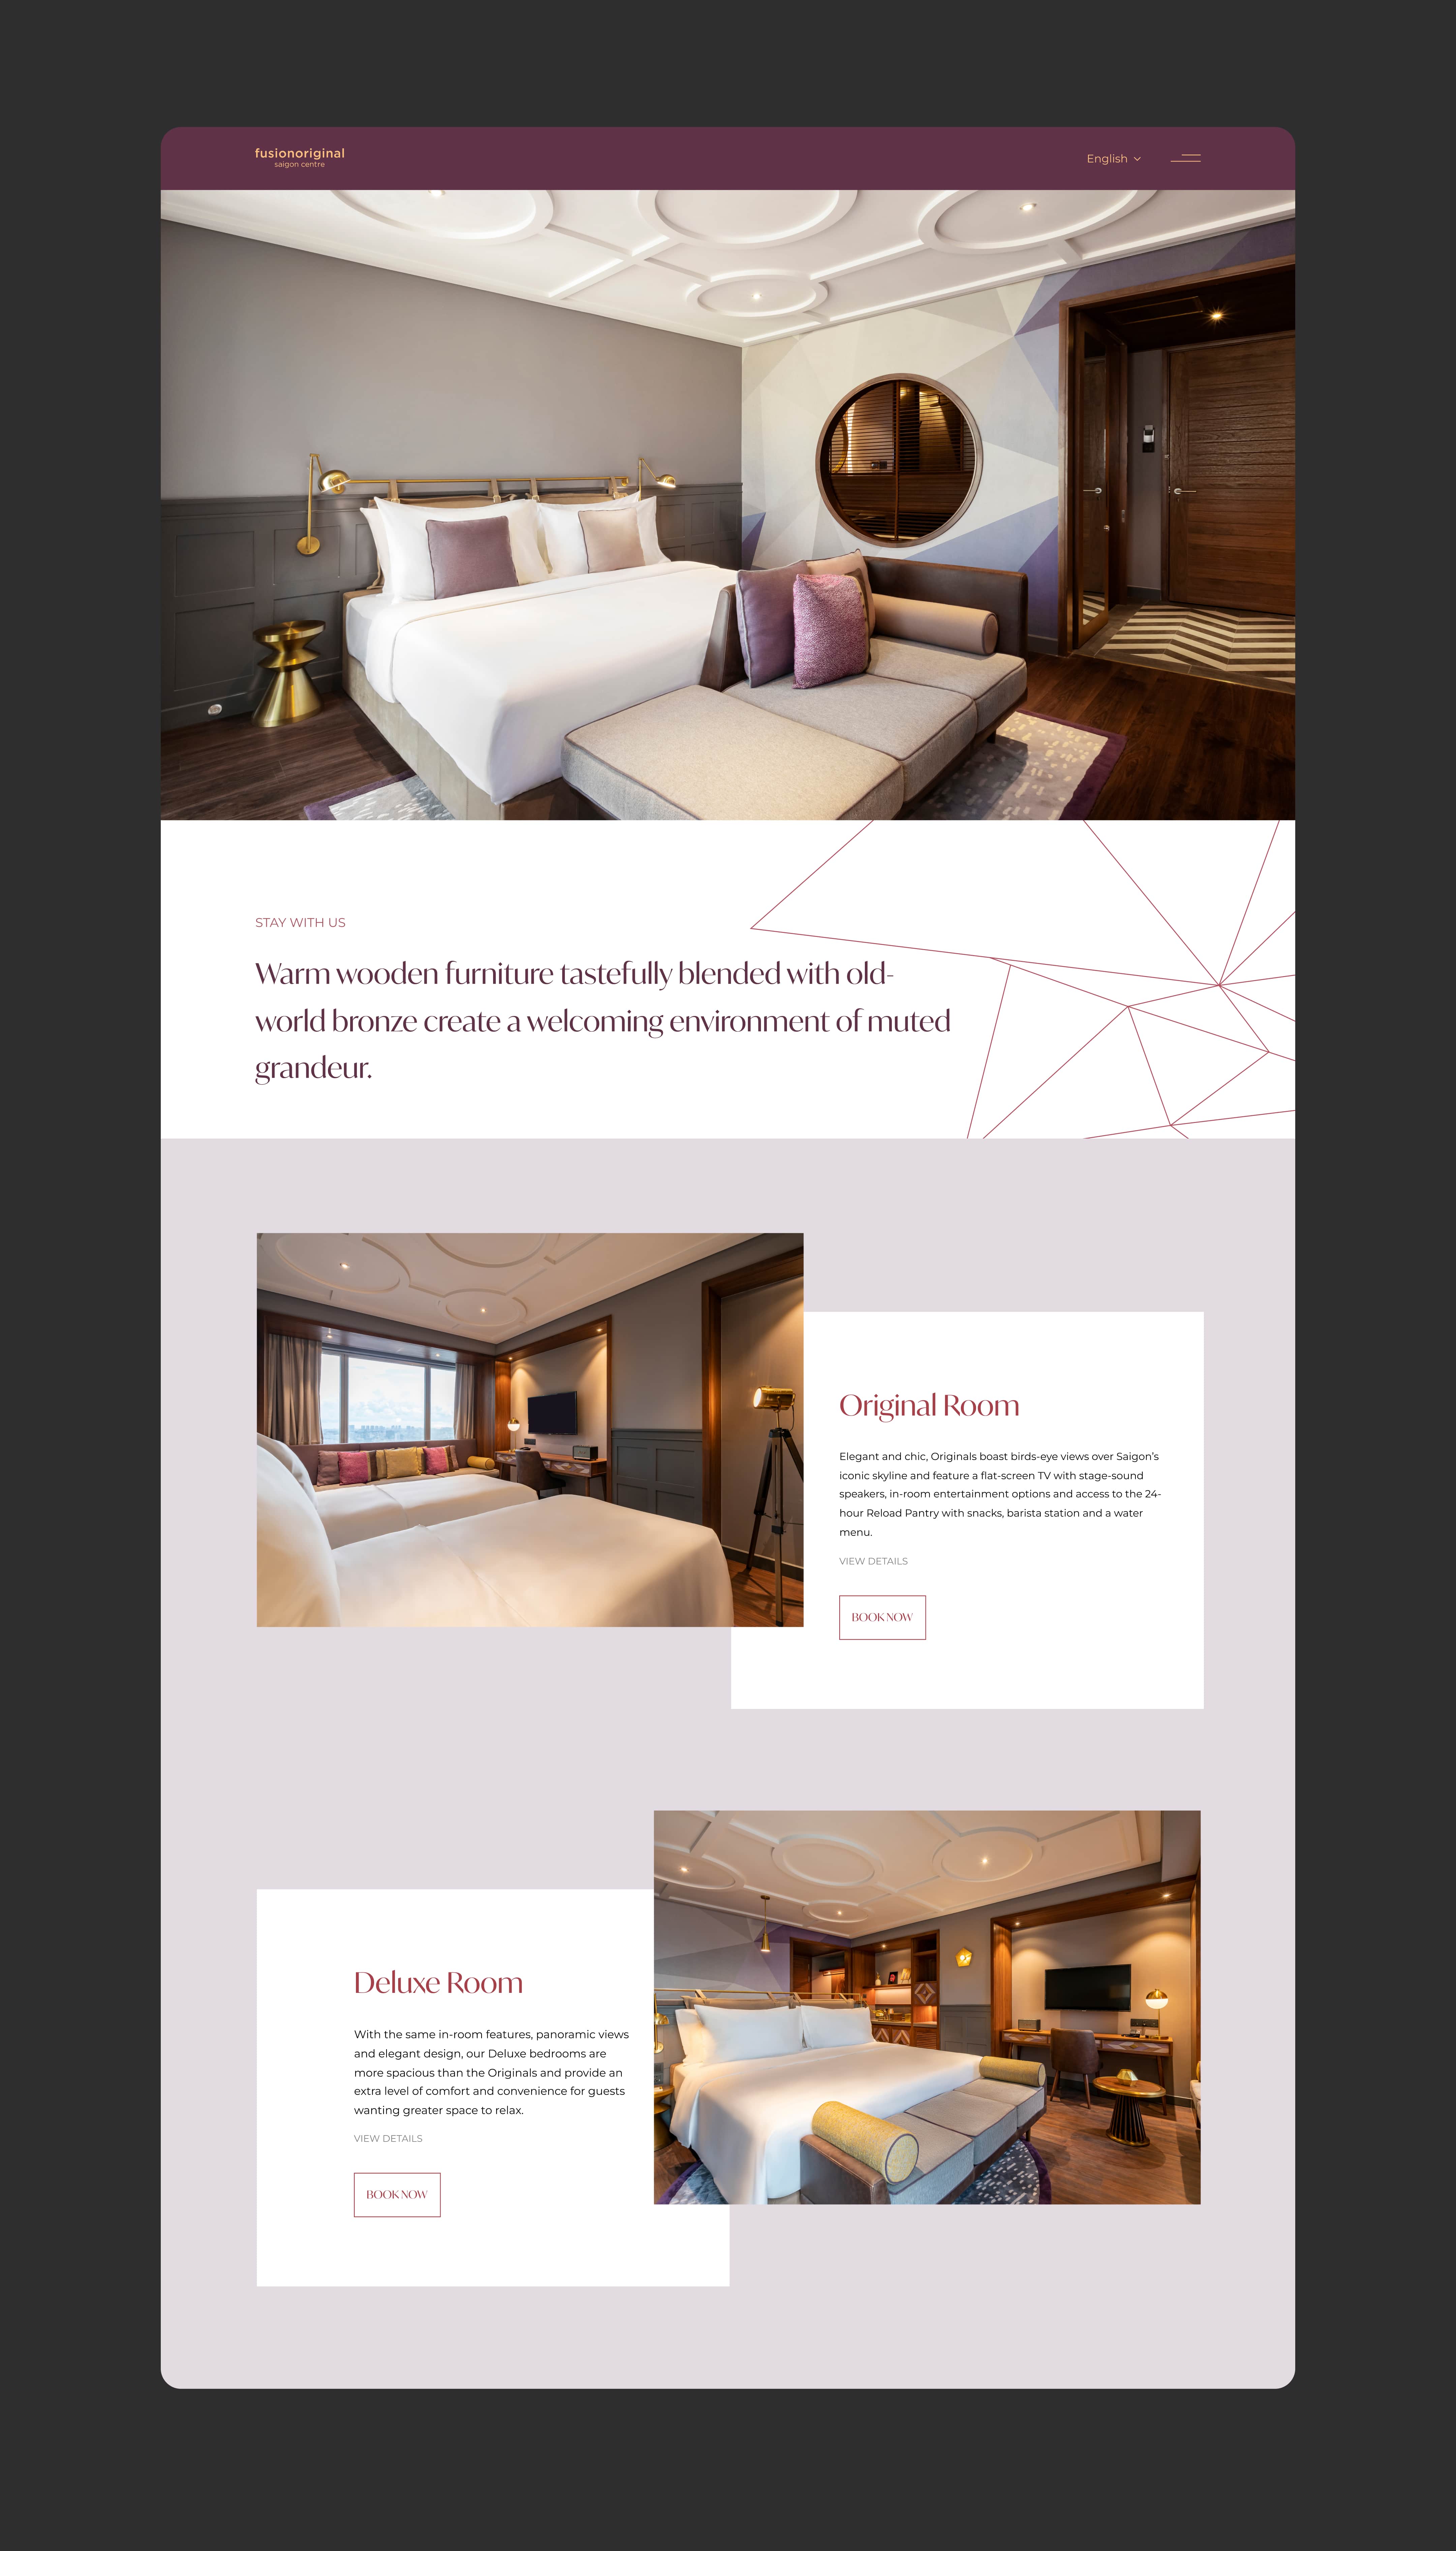 fusionoriginal
saigon centre
English
STAY WITH US
Warm wooden furniture tastefully blended with old-
world bronze create a welcoming environment of muted
grandeur.
Original Room
Elegant and chic, Originals boast birds-eye views over Saigon’s
iconic skyline and feature a flat-screen TV with stage-sound
speakers, in-room entertainment options and access to the 24-
hour Reload Pantry with snacks, barista station and a water
menu.
VIEW DETAILS
BOOK NOW
Deluxe Room
With the same in-room features, panoramic views
and elegant design, our Deluxe bedrooms are
more spacious than the Originals and provide an
extra level of comfort and convenience for guests
wanting greater space to relax.
VIEW DETAILS
BOOK NOW